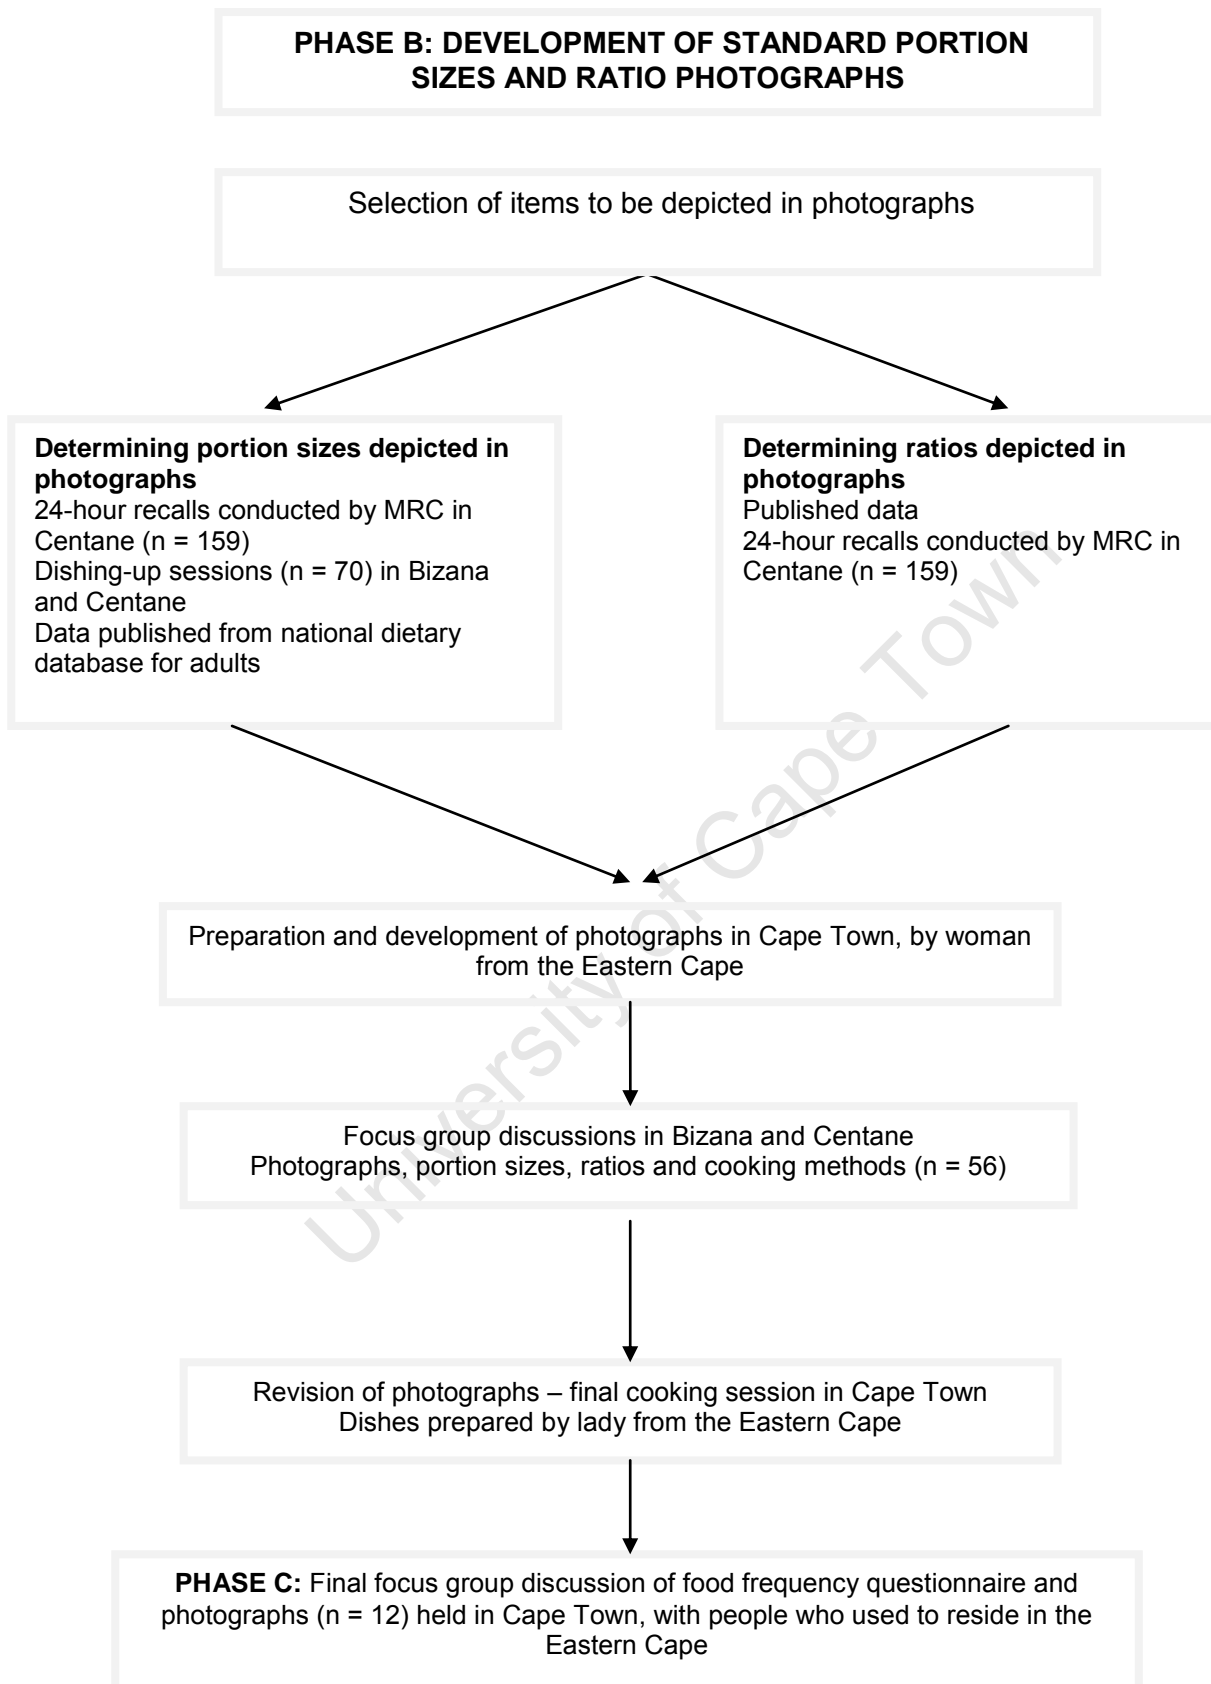 PHASE B: DEVELOPMENT OF STANDARD PORTION
SIZES AND RATIO PHOTOGRAPHS
Selection of items to be depicted in photographs
Determining portion sizes depicted in
photographs
24-hour recalls conducted by MRC in
Centane (n = 159)
Dishing-up sessions (n = 70) in Bizana
and Centane
Data published from national dietary
database for adults
Determining ratios depicted in
photographs
Published data
24-hour recalls conducted by MRC in
Centane (n = 159)
Preparation and development of photographs in Cape Town, by woman
from the Eastern Cape
Focus group discussions in Bizana and Centane
Photographs, portion sizes, ratios and cooking methods (n = 56)
Revision of photographs – final cooking session in Cape Town
Dishes prepared by lady from the Eastern Cape
PHASE C: Final focus group discussion of food frequency questionnaire and
photographs (n = 12) held in Cape Town, with people who used to reside in the
Eastern Cape
University of Cape Town